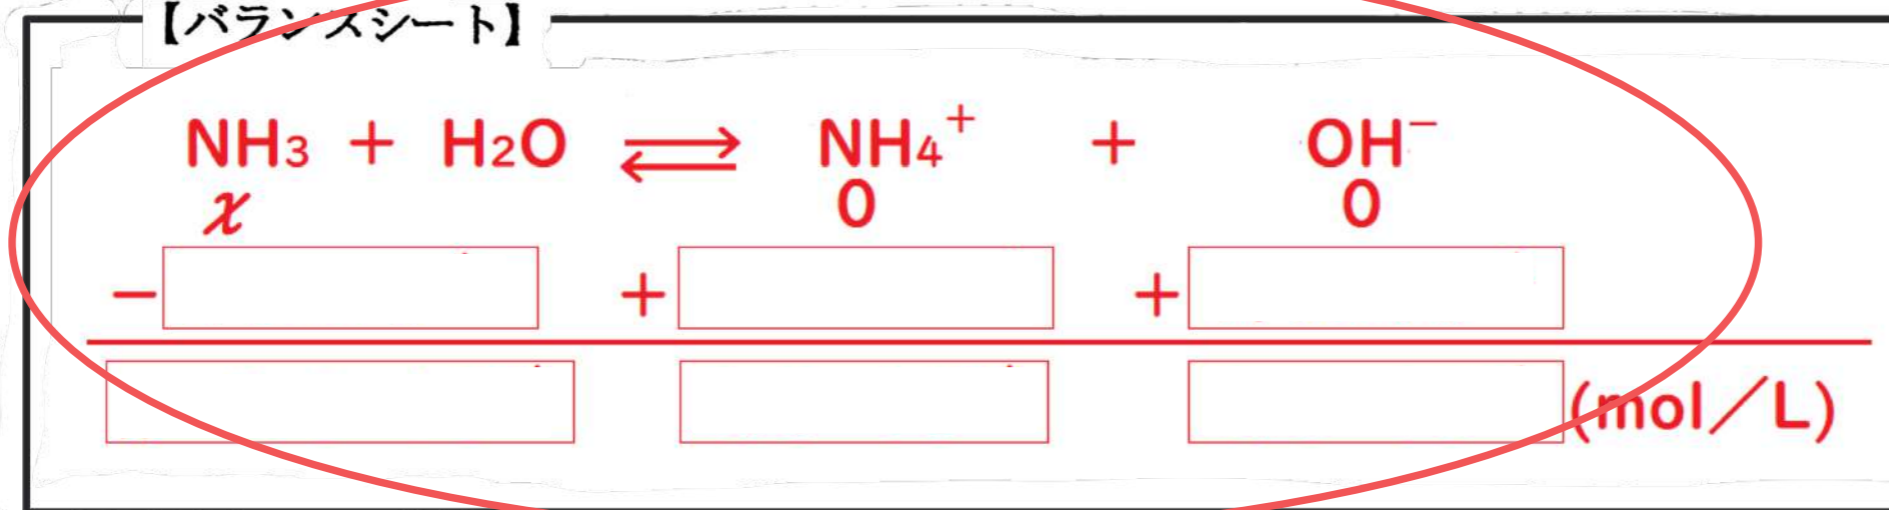 【バランスシート】
NH₃ + H₂O ⇄ NH₄⁺ + OH⁻
x 0 0
− + +
(mol/L)